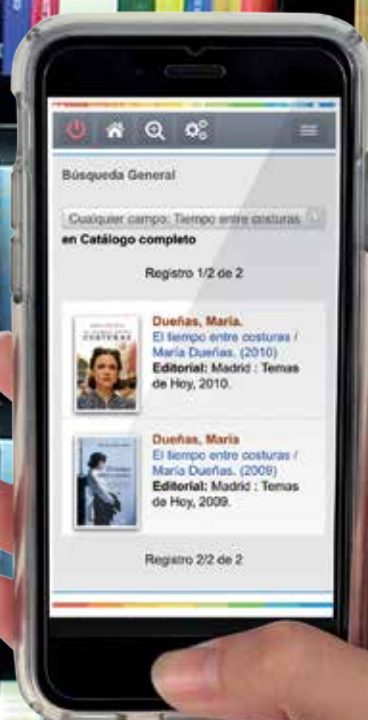 Búsqueda General
Cualquier campo: Tiempo entre costuras
en Catálogo completo
Registro 1/2 de 2
COSTURAS
Dueñas, María.
El tiempo entre costuras /
María Dueñas. (2010)
Editorial: Madrid : Temas
de Hoy, 2010.
Dueñas, María
El tiempo entre costuras /
María Dueñas. (2009)
Editorial: Madrid : Temas
de Hoy, 2009.
Registro 2/2 de 2